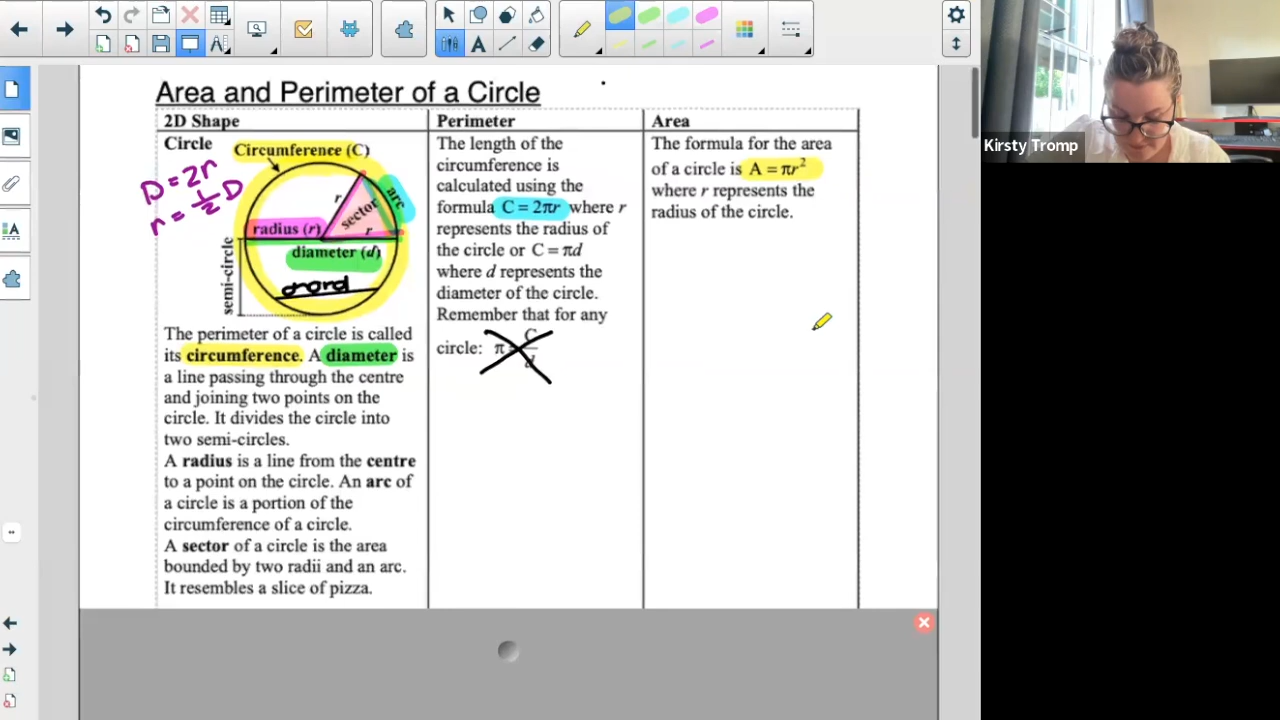 Area and Perimeter of a Circle
2D Shape
Circle
Circumference (C)
D = 2r
r = 1/2 D
r
arc
sector
radius (r)
r
diameter (d)
semi-circle
The perimeter of a circle is called
its circumference. A diameter is
a line passing through the centre
and joining two points on the
circle. It divides the circle into
two semi-circles.
A radius is a line from the centre
to a point on the circle. An arc of
a circle is a portion of the
circumference of a circle.
A sector of a circle is the area
bounded by two radii and an arc.
It resembles a slice of pizza.
Perimeter
The length of the
circumference is
calculated using the
formula C = 2πr where r
represents the radius of
the circle or C = πd
where d represents the
diameter of the circle.
Remember that for any
circle: π = C/d
Area
The formula for the area
of a circle is A = πr²
where r represents the
radius of the circle.
Kirsty Tromp